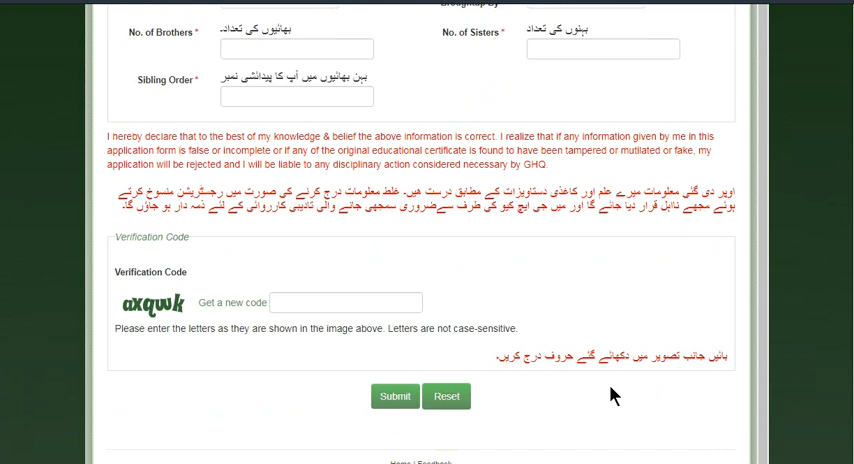 No. of Brothers * بھائیوں کی تعداد۔ No. of Sisters * بہنوں کی تعداد
Sibling Order * بہن بھائیوں میں آپ کا پیدائشی نمبر
I hereby declare that to the best of my knowledge & belief the above information is correct. I realize that if any information given by me in this
application form is false or incomplete or if any of the original educational certificate is found to have been tampered or mutilated or fake, my
application will be rejected and I will be liable to any disciplinary action considered necessary by GHQ.
اوپر دی گئی معلومات میرے علم اور کاغذی دستاویزات کے مطابق درست هیں۔ غلط معلومات درج کرنے کی صورت میں رجسٹریشن منسوخ کرتے
ہوئے مجھے نااہل قرار دیا جائے گا اور میں جی ایچ کیو کی طرف سےضروری سمجھی جانے والی تادیبی کارروائی کے لئے ذمہ دار ہو جاؤں گا۔
Verification Code
Verification Code
axqwk Get a new code
Please enter the letters as they are shown in the image above. Letters are not case-sensitive.
بائیں جانب تصویر میں دکھائے گئے حروف درج کریں۔
Submit Reset
Home | Feedback